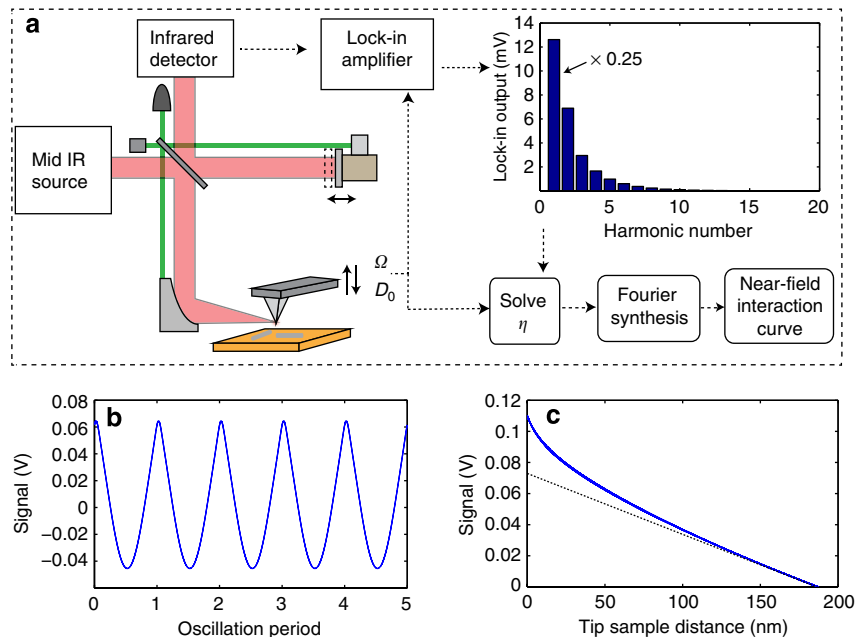 a
Infrared
detector
Lock-in
amplifier
Mid IR
source
Ω
D0
Lock-in output (mV)
14
12
10
8
6
4
2
× 0.25
0
5
10
15
20
Harmonic number
Solve
η
Fourier
synthesis
Near-field
interaction
curve
b
Signal (V)
0.08
0.06
0.04
0.02
0
−0.02
−0.04
0
1
2
3
4
5
Oscillation period
c
Signal (V)
0.12
0.1
0.08
0.06
0.04
0.02
0
0
50
100
150
200
Tip sample distance (nm)